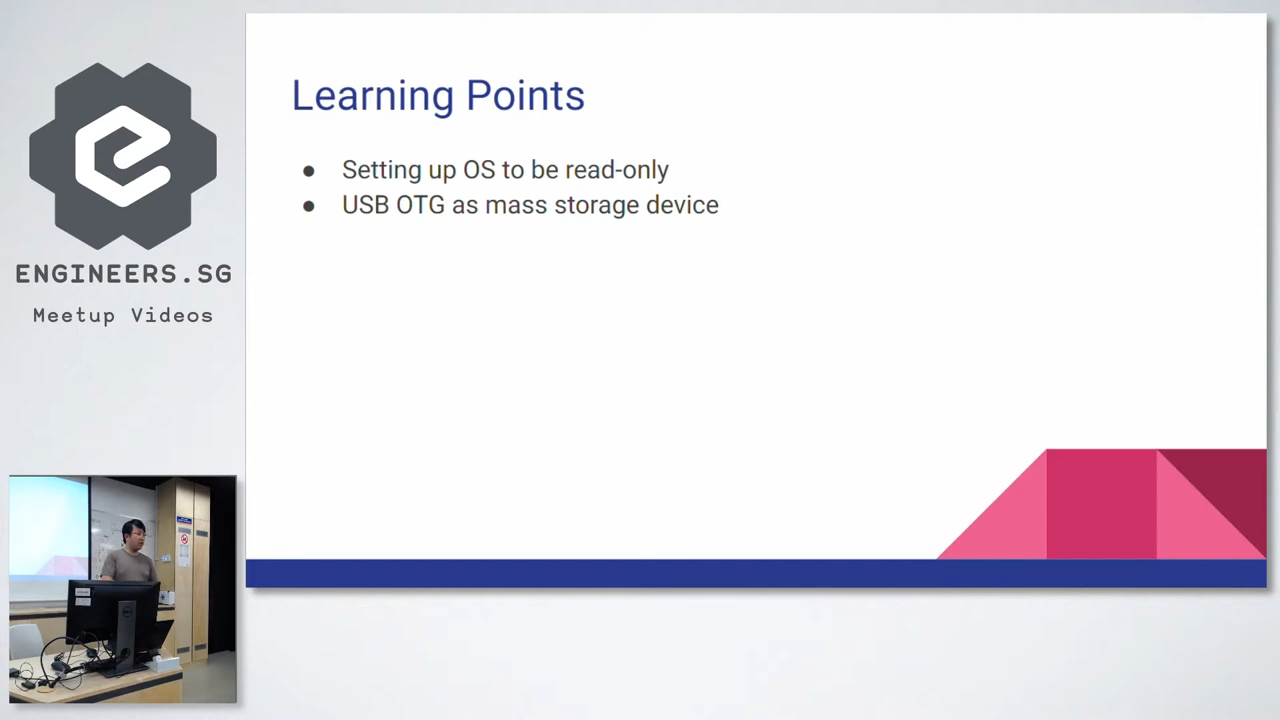 ENGINEERS.SG
Meetup Videos
Learning Points
● Setting up OS to be read-only
● USB OTG as mass storage device